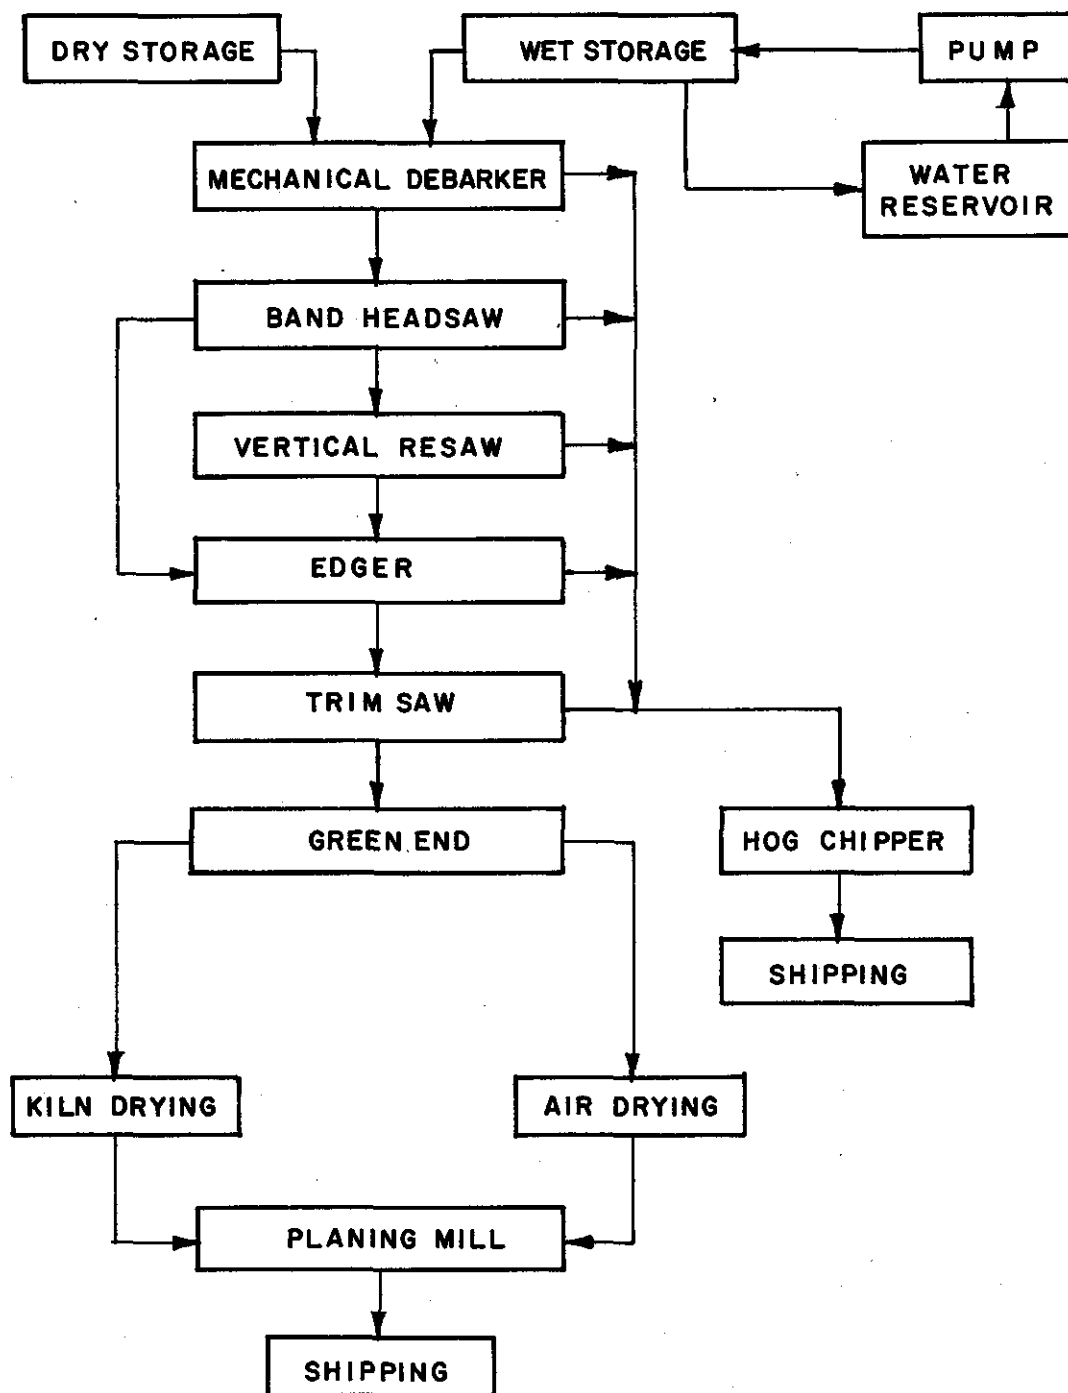 DRY STORAGE
WET STORAGE
PUMP
MECHANICAL DEBARKER
WATER
RESERVOIR
BAND HEADSAW
VERTICAL RESAW
EDGER
TRIM SAW
GREEN END
HOG CHIPPER
SHIPPING
KILN DRYING
AIR DRYING
PLANING MILL
SHIPPING